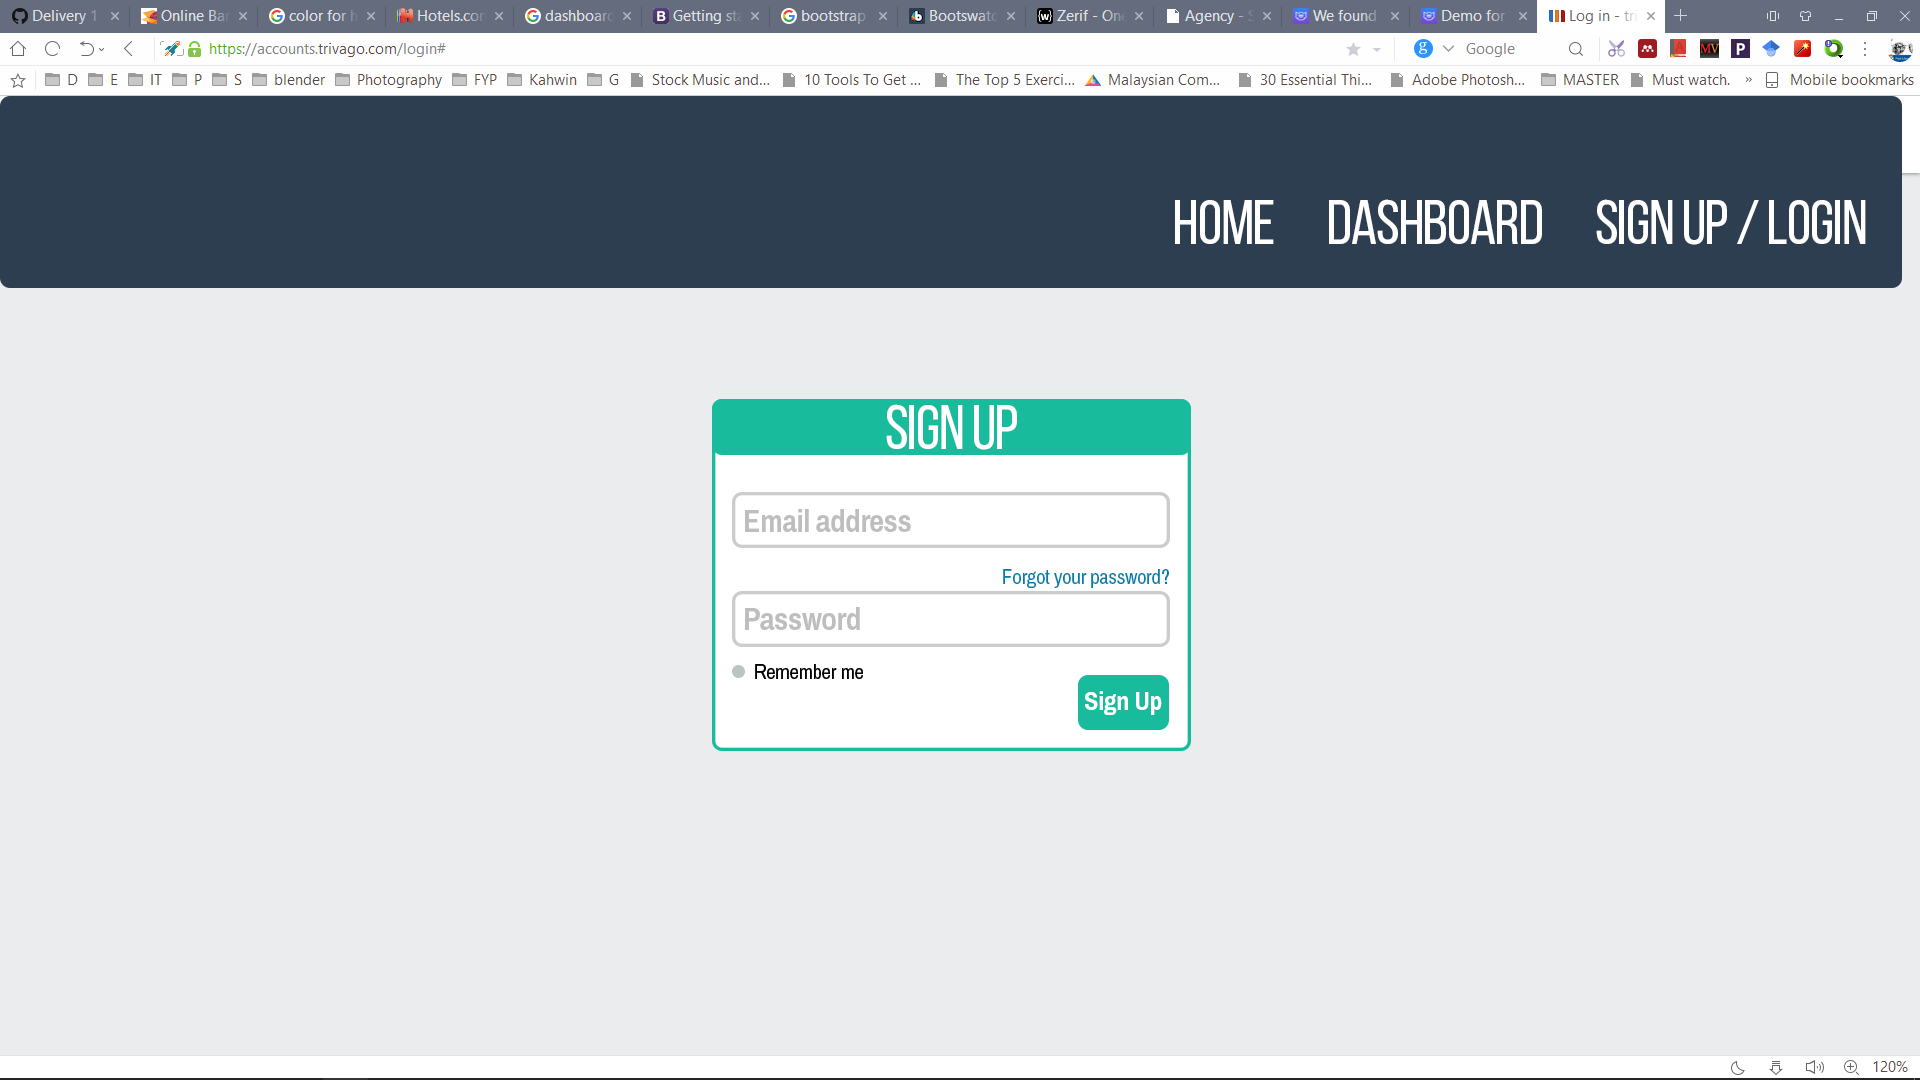 Delivery 1 Online Bar color for h Hotels.cor dashboard Getting sta bootstrap Bootswatc Zerif - One Agency - S We found Demo for Log in - tri
https://accounts.trivago.com/login# Google
D E IT P S blender Photography FYP Kahwin G Stock Music and... 10 Tools To Get ... The Top 5 Exerci... Malaysian Com... 30 Essential Thi... Adobe Photosh... MASTER Must watch. » Mobile bookmarks
HOME DASHBOARD SIGN UP / LOGIN
SIGN UP
Email address
Forgot your password?
Password
Remember me
Sign Up
120%